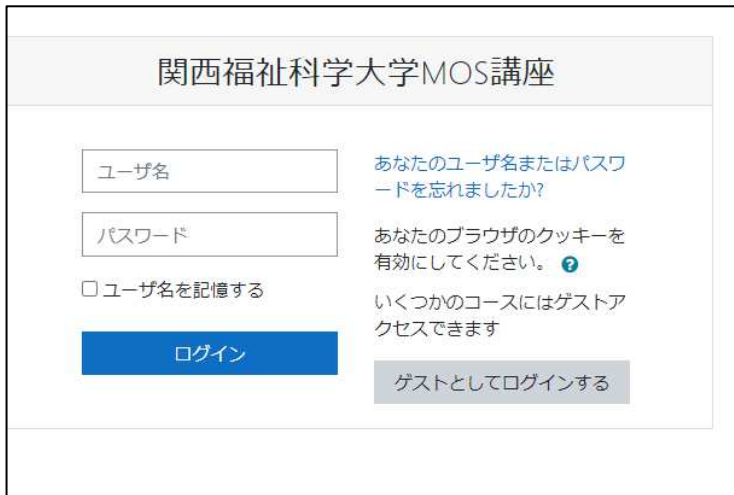 関西福祉科学大学MOS講座
ユーザ名
パスワード
ユーザ名を記憶する
ログイン
あなたのユーザ名またはパスワ
ードを忘れましたか?
あなたのブラウザのクッキーを
有効にしてください。
いくつかのコースにはゲストア
クセスできます
ゲストとしてログインする